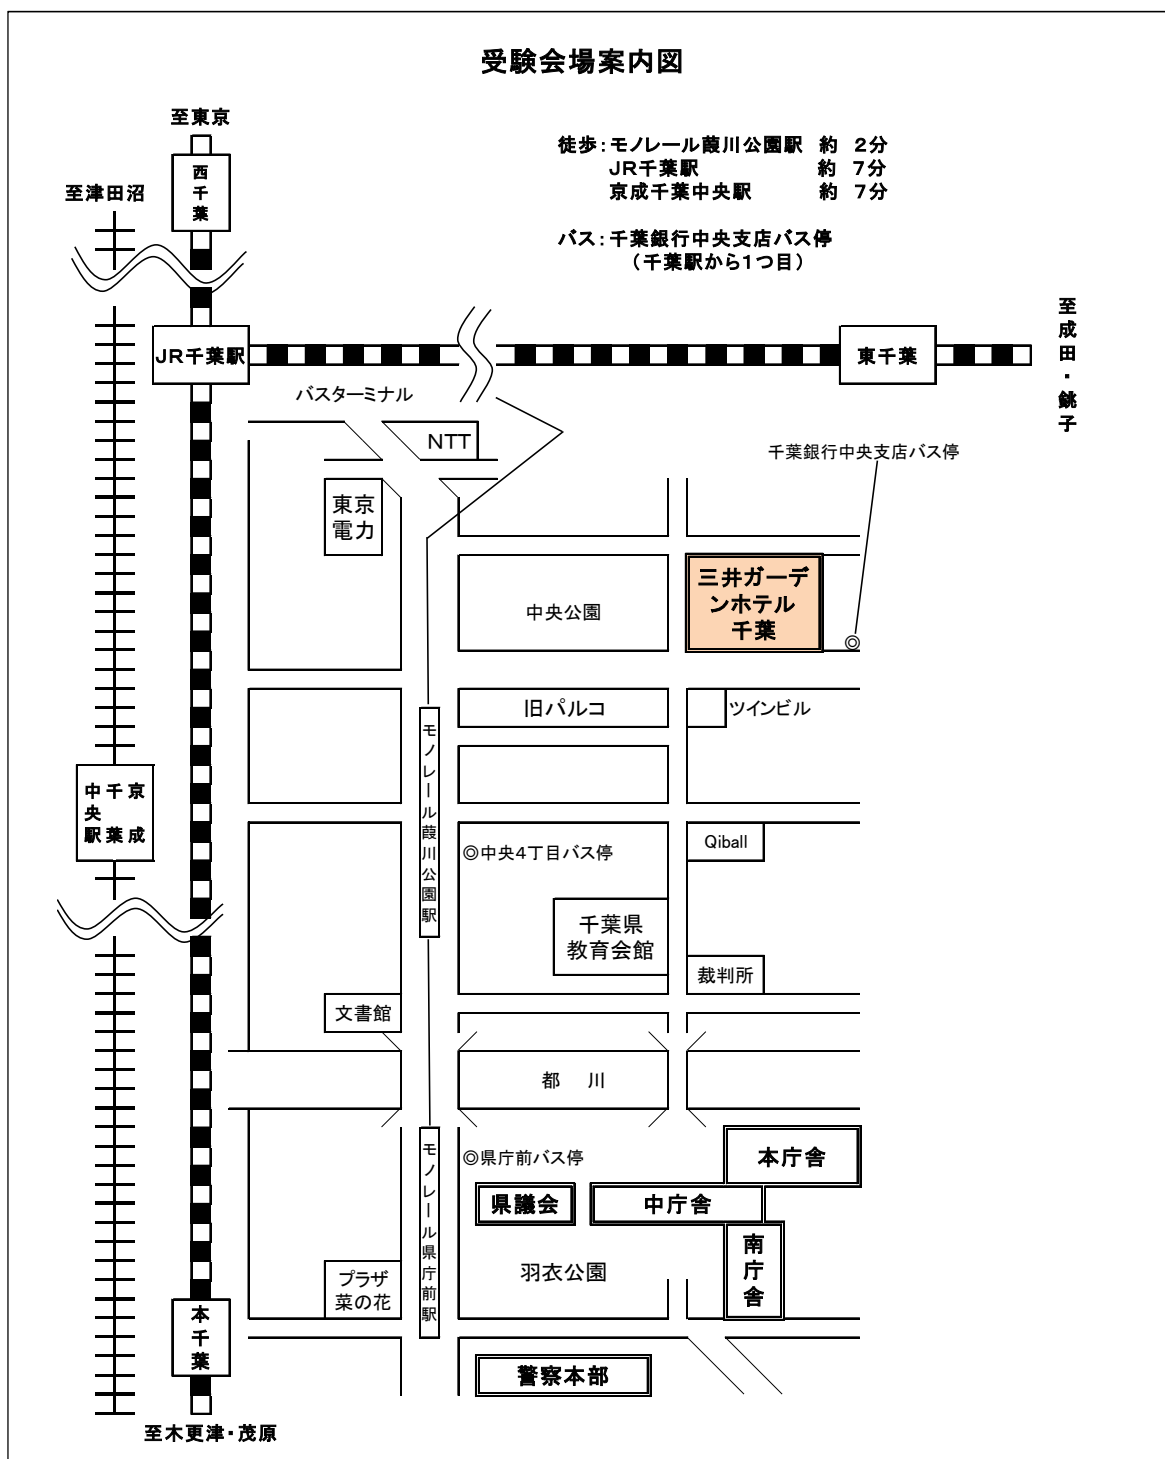 受験会場案内図
至東京
西千葉
至津田沼
徒歩：モノレール葭川公園駅 約 2分
JR千葉駅 約 7分
京成千葉中央駅 約 7分
バス：千葉銀行中央支店バス停
（千葉駅から1つ目）
至成田・銚子
JR千葉駅
東千葉
バスターミナル
NTT
千葉銀行中央支店バス停
東京
電力
三井ガーデ
ンホテル
千葉
中央公園
◎
旧パルコ
ツインビル
モノレール葭川公園駅
京成
千葉
中央駅
◎中央4丁目バス停
Qiball
千葉県
教育会館
裁判所
文書館
都 川
モノレール県庁前駅
◎県庁前バス停
本庁舎
県議会
中庁舎
南庁舎
羽衣公園
プラザ
菜の花
本千葉
警察本部
至木更津・茂原